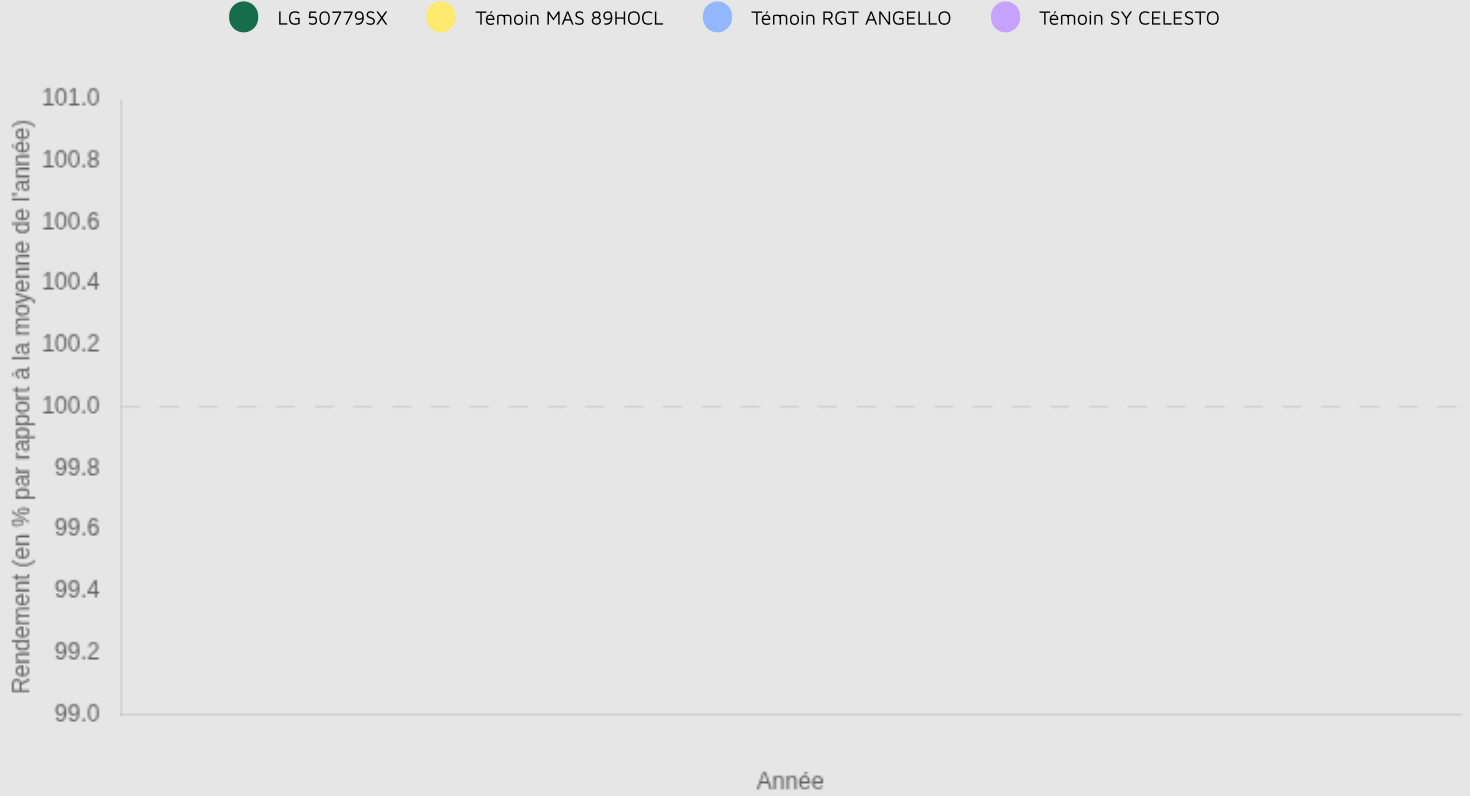 LG 50779SX
Témoin MAS 89HOCL
Témoin RGT ANGELLO
Témoin SY CELESTO
Rendement (en % par rapport à la moyenne de l'année)
101.0
100.8
100.6
100.4
100.2
100.0
99.8
99.6
99.4
99.2
99.0
Année